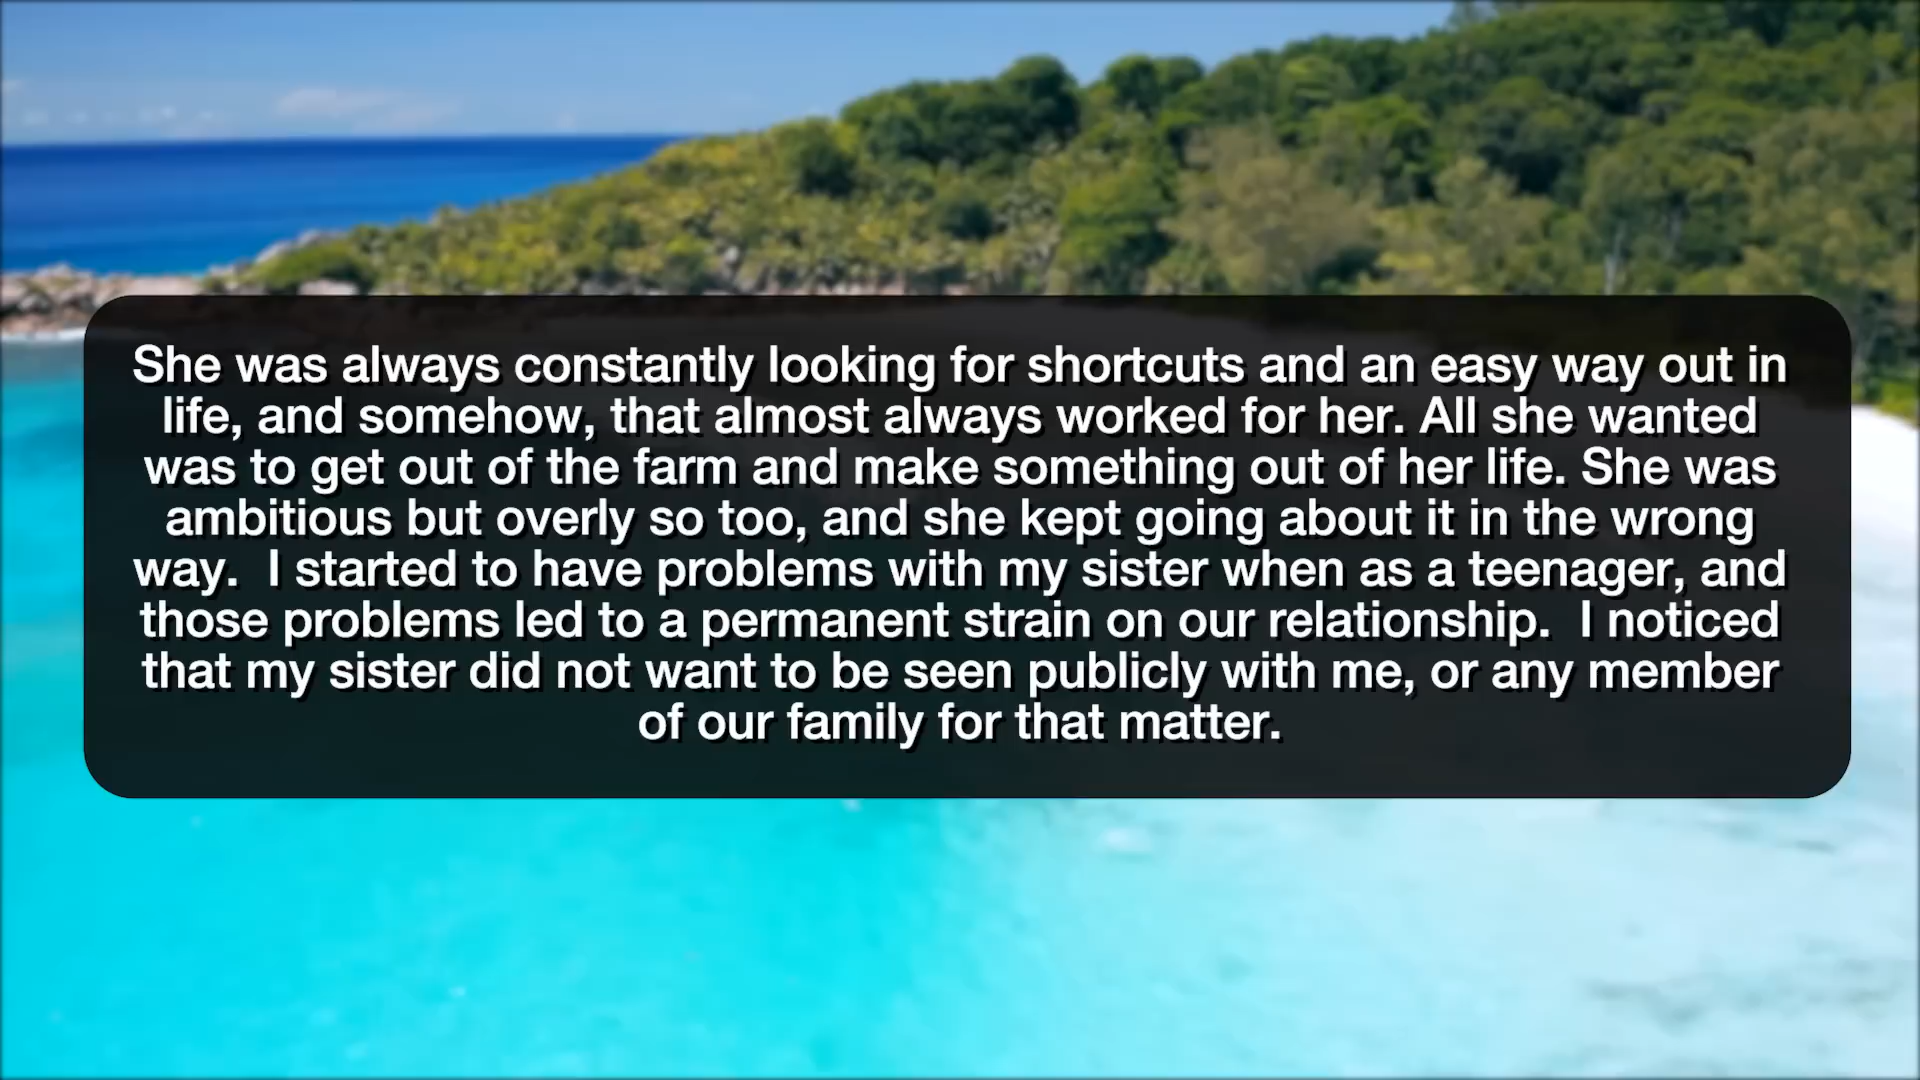 She was always constantly looking for shortcuts and an easy way out in
life, and somehow, that almost always worked for her. All she wanted
was to get out of the farm and make something out of her life. She was
ambitious but overly so too, and she kept going about it in the wrong
way.  I started to have problems with my sister when as a teenager, and
those problems led to a permanent strain on our relationship.  I noticed
that my sister did not want to be seen publicly with me, or any member
of our family for that matter.